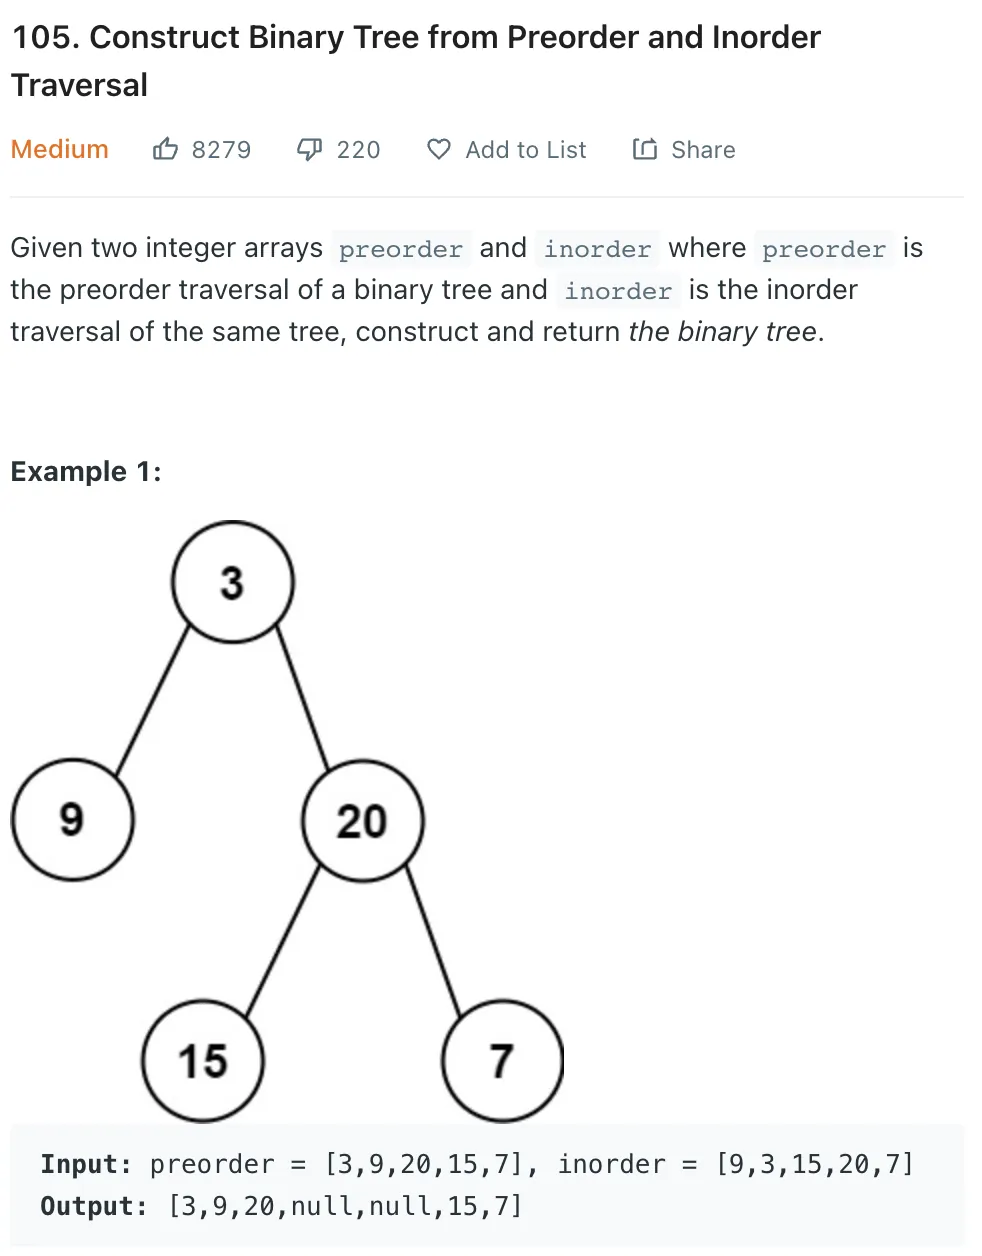 105. Construct Binary Tree from Preorder and Inorder
Traversal
Medium 8279 220 Add to List Share
Given two integer arrays preorder and inorder where preorder is
the preorder traversal of a binary tree and inorder is the inorder
traversal of the same tree, construct and return the binary tree.
Example 1:
3
9 20
15 7
Input: preorder = [3,9,20,15,7], inorder = [9,3,15,20,7]
Output: [3,9,20,null,null,15,7]